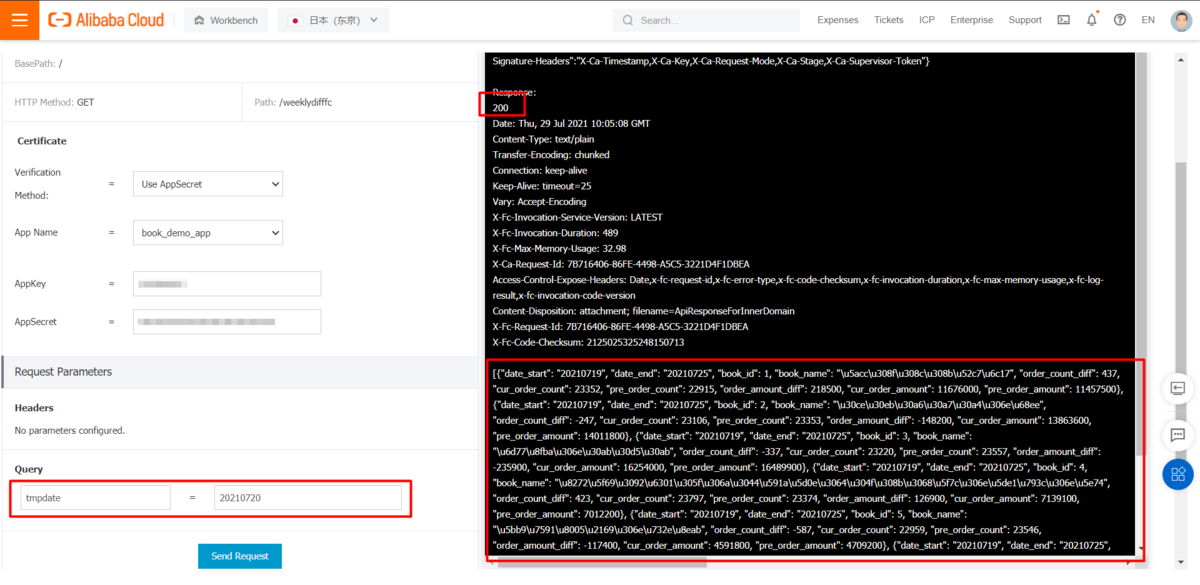 Alibaba Cloud
Workbench
日本（东京）
Search...
Expenses
Tickets
ICP
Enterprise
Support
EN
BasePath: /
HTTP Method: GET
Path: /weeklydifffc
Certificate
Verification
Method:
=
Use AppSecret
App Name
=
book_demo_app
AppKey
=
AppSecret
=
Request Parameters
Headers
No parameters configured.
Query
tmpdate
=
20210720
Send Request
Signature-Headers":"X-Ca-Timestamp,X-Ca-Key,X-Ca-Request-Mode,X-Ca-Stage,X-Ca-Supervisor-Token"}
Response:
200
Date: Thu, 29 Jul 2021 10:05:08 GMT
Content-Type: text/plain
Transfer-Encoding: chunked
Connection: keep-alive
Keep-Alive: timeout=25
Vary: Accept-Encoding
X-Fc-Invocation-Service-Version: LATEST
X-Fc-Invocation-Duration: 489
X-Fc-Max-Memory-Usage: 32.98
X-Ca-Request-Id: 7B716406-86FE-4498-A5C5-3221D4F1DBEA
Access-Control-Expose-Headers: Date,x-fc-request-id,x-fc-error-type,x-fc-code-checksum,x-fc-invocation-duration,x-fc-max-memory-usage,x-fc-log-
result,x-fc-invocation-code-version
Content-Disposition: attachment; filename=ApiResponseForInnerDomain
X-Fc-Request-Id: 7B716406-86FE-4498-A5C5-3221D4F1DBEA
X-Fc-Code-Checksum: 2125025325248150713
[{"date_start": "20210719", "date_end": "20210725", "book_id": 1, "book_name": "\u5acc\u308f\u308c\u308b\u52c7\u6c17", "order_count_diff": 437,
"cur_order_count": 23352, "pre_order_count": 22915, "order_amount_diff": 218500, "cur_order_amount": 11676000, "pre_order_amount": 11457500},
{"date_start": "20210719", "date_end": "20210725", "book_id": 2, "book_name": "\u30ce\u30eb\u30a6\u30a7\u30a4\u306e\u68ee",
"order_count_diff": -247, "cur_order_count": 23106, "pre_order_count": 23353, "order_amount_diff": -148200, "cur_order_amount": 13863600,
"pre_order_amount": 14011800}, {"date_start": "20210719", "date_end": "20210725", "book_id": 3, "book_name":
"\u6d77\u8fba\u306e\u30ab\u30d5\u30ab", "order_count_diff": -337, "cur_order_count": 23220, "pre_order_count": 23557, "order_amount_diff":
-235900, "cur_order_amount": 16254000, "pre_order_amount": 16489900}, {"date_start": "20210719", "date_end": "20210725", "book_id": 4,
"book_name": "\u8272\u5f69\u3092\u6301\u305f\u306a\u3044\u591a\u5d0e\u3064\u304f\u308b\u3068\u5f7c\u306e\u5de1\u793c\u306e\u5e74",
"order_count_diff": 423, "cur_order_count": 23797, "pre_order_count": 23374, "order_amount_diff": 126900, "cur_order_amount": 7139100,
"pre_order_amount": 7012200}, {"date_start": "20210719", "date_end": "20210725", "book_id": 5, "book_name":
"\u5bb9\u7591\u8005\u2169\u306e\u732e\u8eab", "order_count_diff": -587, "cur_order_count": 22959, "pre_order_count": 23546,
"order_amount_diff": -117400, "cur_order_amount": 4591800, "pre_order_amount": 4709200}, {"date_start": "20210719", "date_end": "20210725",